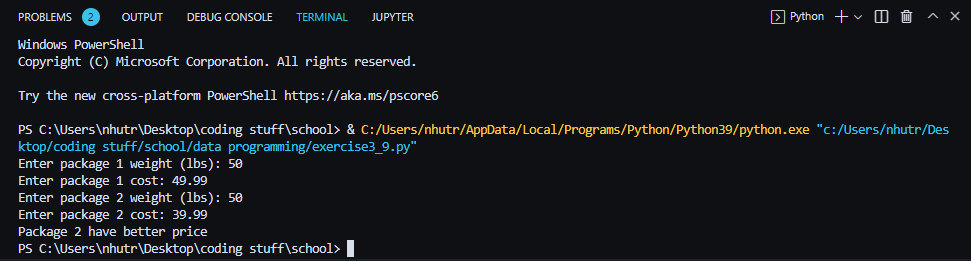 PROBLEMS 2 OUTPUT DEBUG CONSOLE TERMINAL JUPYTER Python
Windows PowerShell
Copyright (C) Microsoft Corporation. All rights reserved.
Try the new cross-platform PowerShell https://aka.ms/pscore6
PS C:\Users\nhutr\Desktop\coding stuff\school> & C:/Users/nhutr/AppData/Local/Programs/Python/Python39/python.exe "c:/Users/nhutr/Des
ktop/coding stuff/school/data programming/exercise3_9.py"
Enter package 1 weight (lbs): 50
Enter package 1 cost: 49.99
Enter package 2 weight (lbs): 50
Enter package 2 cost: 39.99
Package 2 have better price
PS C:\Users\nhutr\Desktop\coding stuff\school>